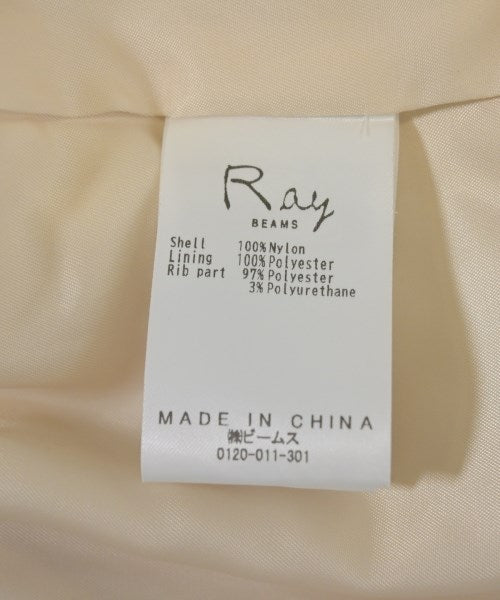 Ray
BEAMS
Shell 100%Nylon
Lining 100%Polyester
Rib part 97%Polyester
3%Polyurethane
MADE IN CHINA
㈱ビームス
0120-011-301